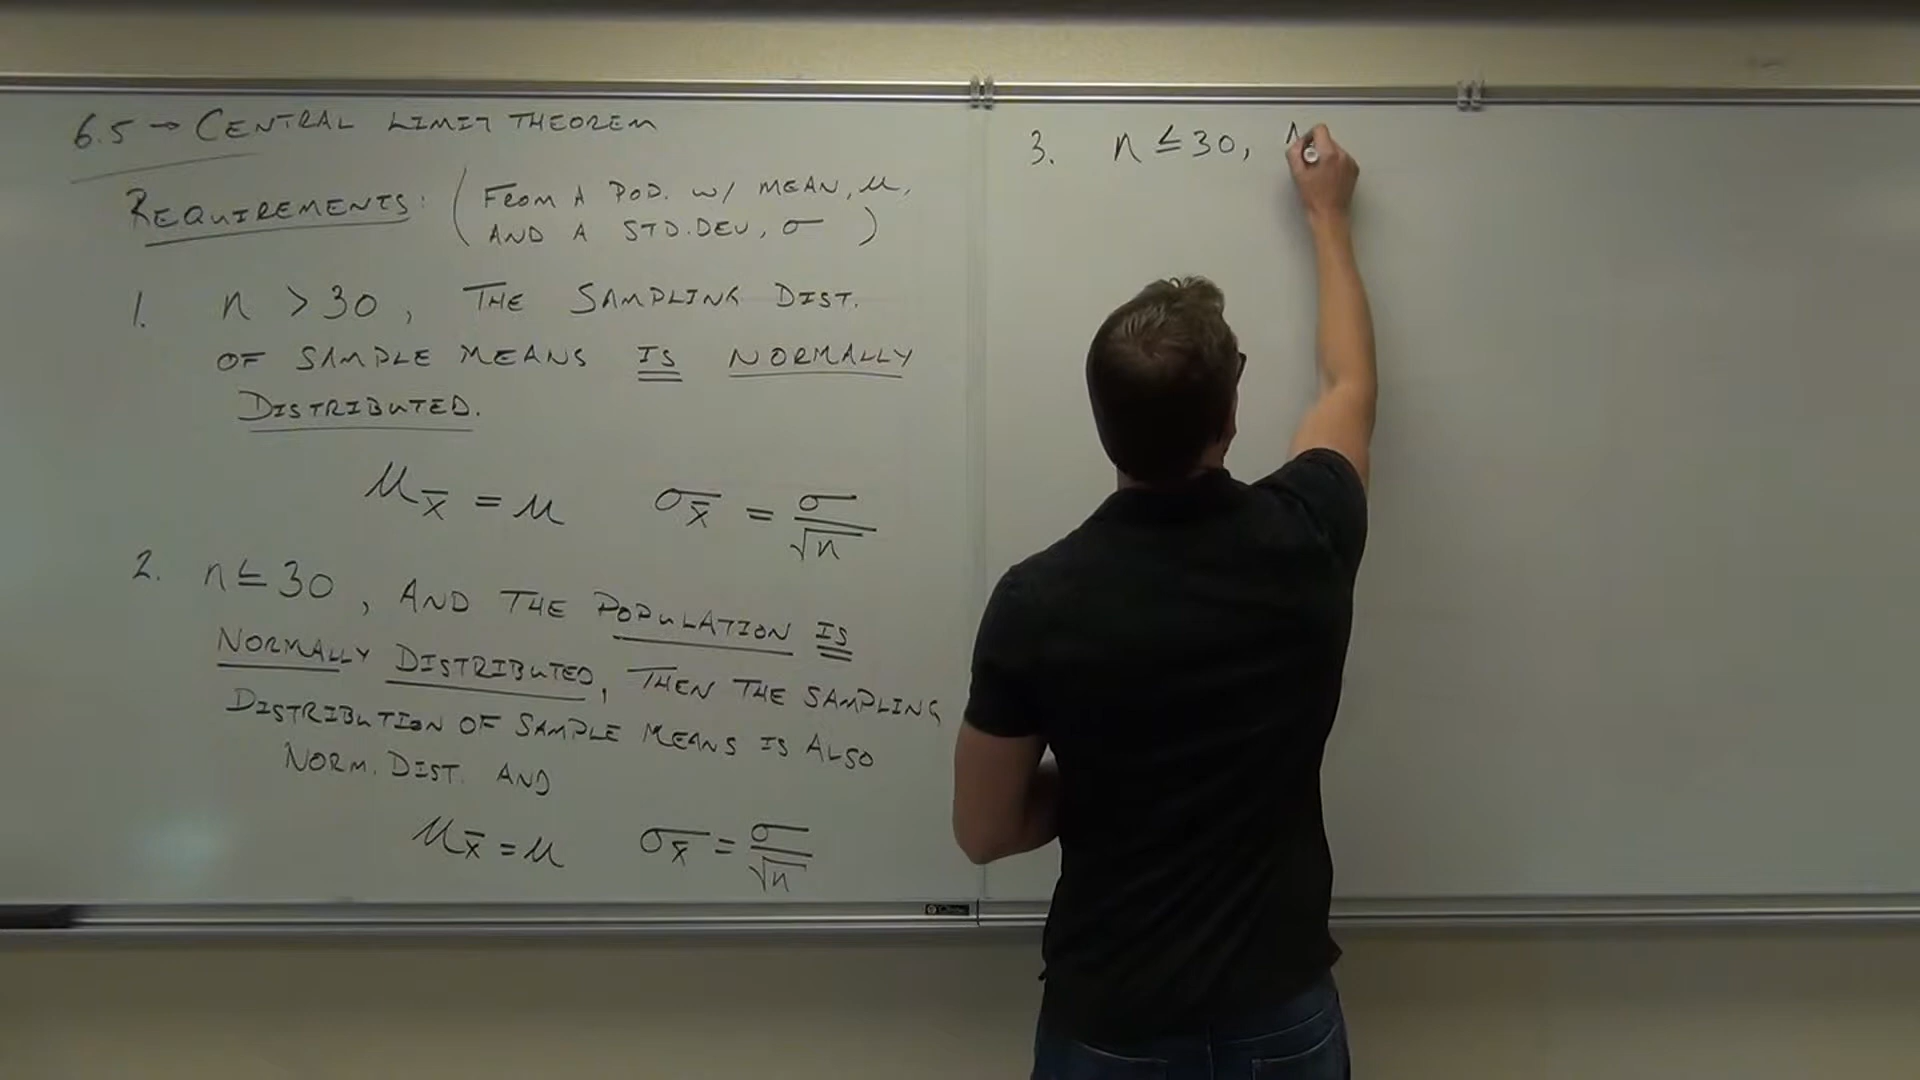 6.5 → CENTRAL LIMIT THEOREM
REQUIREMENTS: (FROM A POP. W/ MEAN, μ,
AND A STD.DEV, σ)
1. n > 30, THE SAMPLING DIST.
OF SAMPLE MEANS IS NORMALLY
DISTRIBUTED.
μx̄ = μ σx̄ = σ/√n
2. n ≤ 30, AND THE POPULATION IS
NORMALLY DISTRIBUTED, THEN THE SAMPLING
DISTRIBUTION OF SAMPLE MEANS IS ALSO
NORM. DIST. AND
μx̄ = μ σx̄ = σ/√n
3. n ≤ 30,